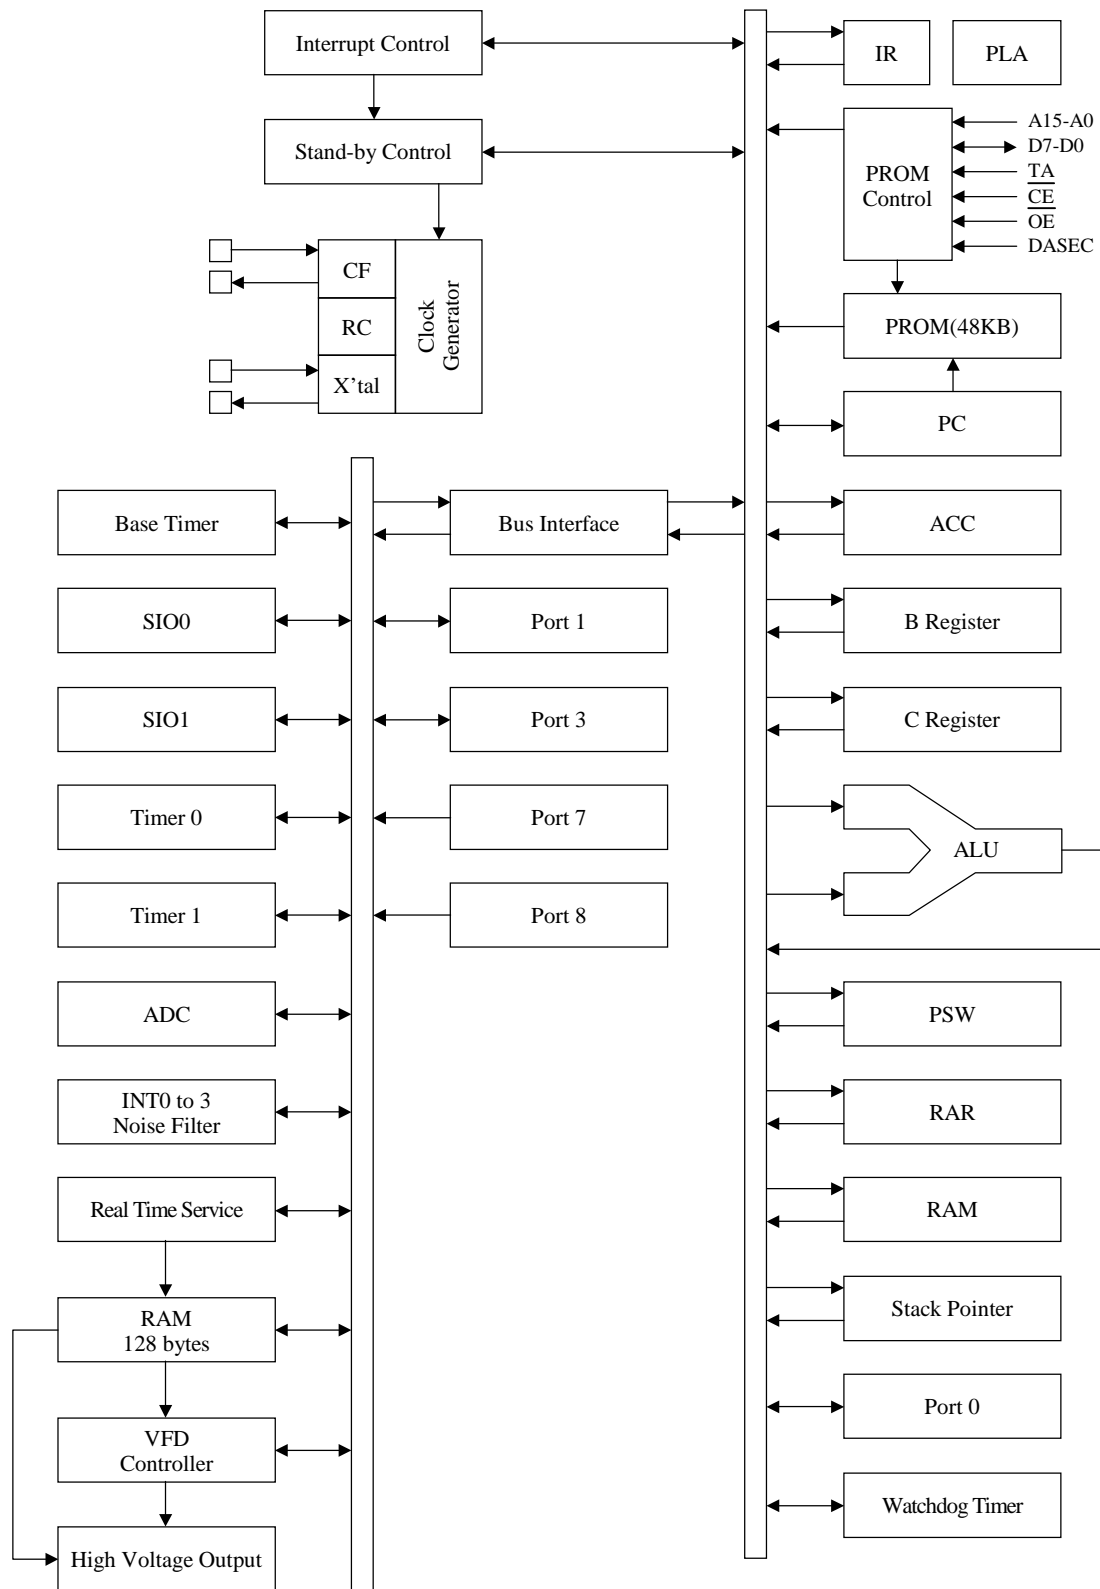 Interrupt Control
IR
PLA
Stand-by Control
PROM
Control
A15-A0
D7-D0
TA
CE
OE
DASEC
CF
RC
X'tal
Clock
Generator
PROM(48KB)
PC
Base Timer
Bus Interface
ACC
SIO0
Port 1
B Register
SIO1
Port 3
C Register
Timer 0
Port 7
ALU
Timer 1
Port 8
ADC
PSW
INT0 to 3
Noise Filter
RAR
Real Time Service
RAM
RAM
128 bytes
Stack Pointer
VFD
Controller
Port 0
High Voltage Output
Watchdog Timer